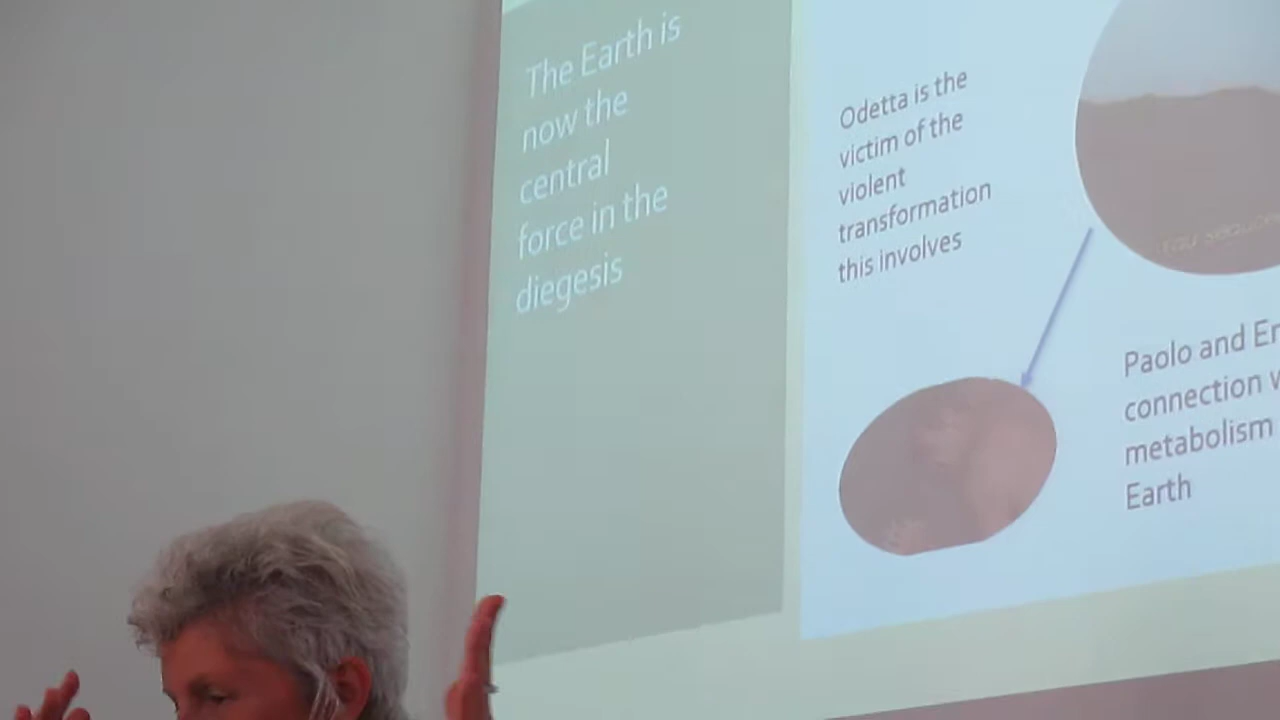 The Earth is
now the
central
force in the
diegesis
Odetta is the
victim of the
violent
transformation
this involves
Paolo and
connection
metabolism
Earth